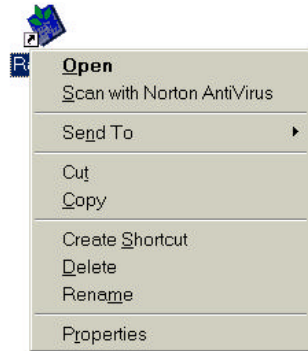 Open
Scan with Norton AntiVirus
Send To
Cut
Copy
Create Shortcut
Delete
Rename
Properties